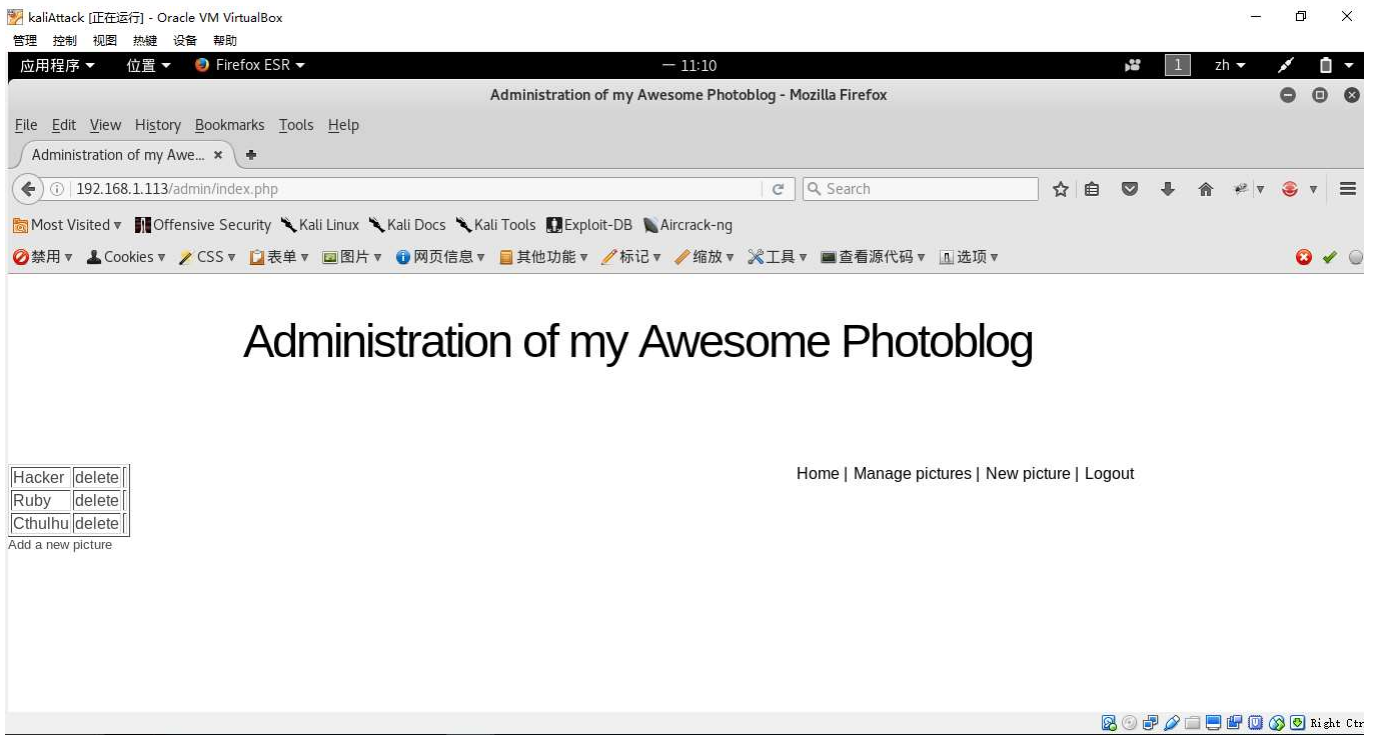 kaliAttack [正在运行] - Oracle VM VirtualBox
管理 控制 视图 热键 设备 帮助
应用程序 位置 Firefox ESR 一 11:10 1 zh
Administration of my Awesome Photoblog - Mozilla Firefox
File Edit View History Bookmarks Tools Help
Administration of my Awe...
192.168.1.113/admin/index.php Search
Most Visited Offensive Security Kali Linux Kali Docs Kali Tools Exploit-DB Aircrack-ng
禁用 Cookies CSS 表单 图片 网页信息 其他功能 标记 缩放 工具 查看源代码 选项
Administration of my Awesome Photoblog
Home | Manage pictures | New picture | Logout
Hacker delete
Ruby delete
Cthulhu delete
Add a new picture
Right Ctr